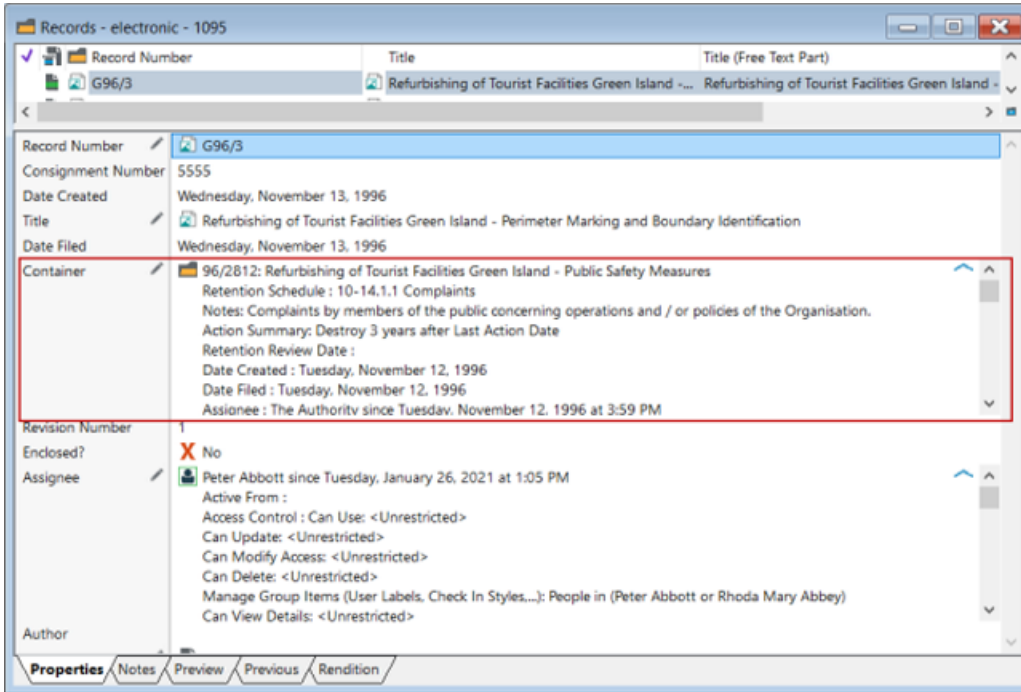 Records - electronic - 1095
Record Number Title Title (Free Text Part)
G96/3 Refurbishing of Tourist Facilities Green Island -... Refurbishing of Tourist Facilities Green Island -
Record Number G96/3
Consignment Number 5555
Date Created Wednesday, November 13, 1996
Title Refurbishing of Tourist Facilities Green Island - Perimeter Marking and Boundary Identification
Date Filed Wednesday, November 13, 1996
Container 96/2812: Refurbishing of Tourist Facilities Green Island - Public Safety Measures
Retention Schedule : 10-14.1.1 Complaints
Notes: Complaints by members of the public concerning operations and / or policies of the Organisation.
Action Summary: Destroy 3 years after Last Action Date
Retention Review Date :
Date Created : Tuesday, November 12, 1996
Date Filed : Tuesday, November 12, 1996
Assignee : The Authority since Tuesday, November 12, 1996 at 3:59 PM
Revision Number 1
Enclosed? No
Assignee Peter Abbott since Tuesday, January 26, 2021 at 1:05 PM
Active From :
Access Control : Can Use: <Unrestricted>
Can Update: <Unrestricted>
Can Modify Access: <Unrestricted>
Can Delete: <Unrestricted>
Manage Group Items (User Labels, Check In Styles,...): People in (Peter Abbott or Rhoda Mary Abbey)
Can View Details: <Unrestricted>
Author
Properties Notes Preview Previous Rendition